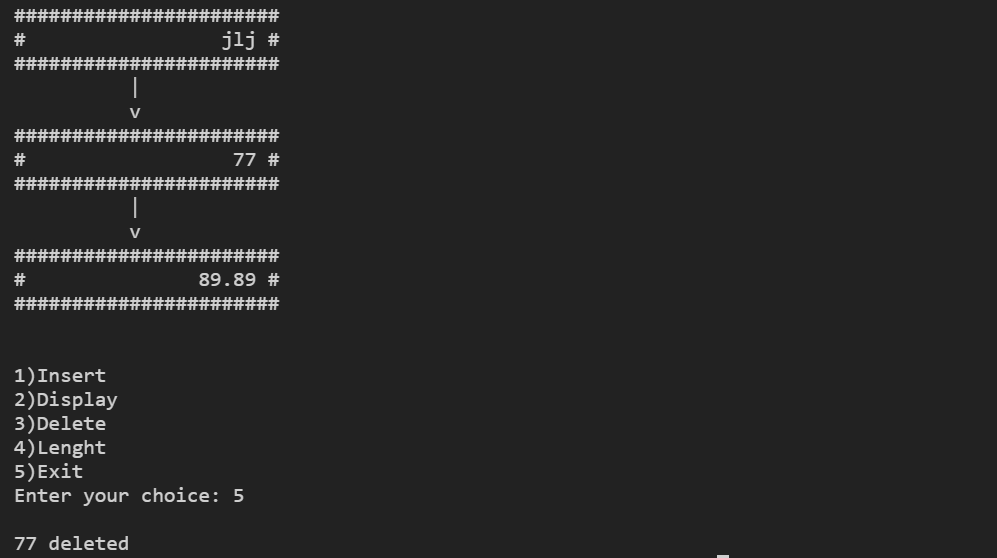 #######################
#                 jlj #
#######################
          |
          v
#######################
#                  77 #
#######################
          |
          v
#######################
#               89.89 #
#######################
1)Insert
2)Display
3)Delete
4)Lenght
5)Exit
Enter your choice: 5
77 deleted